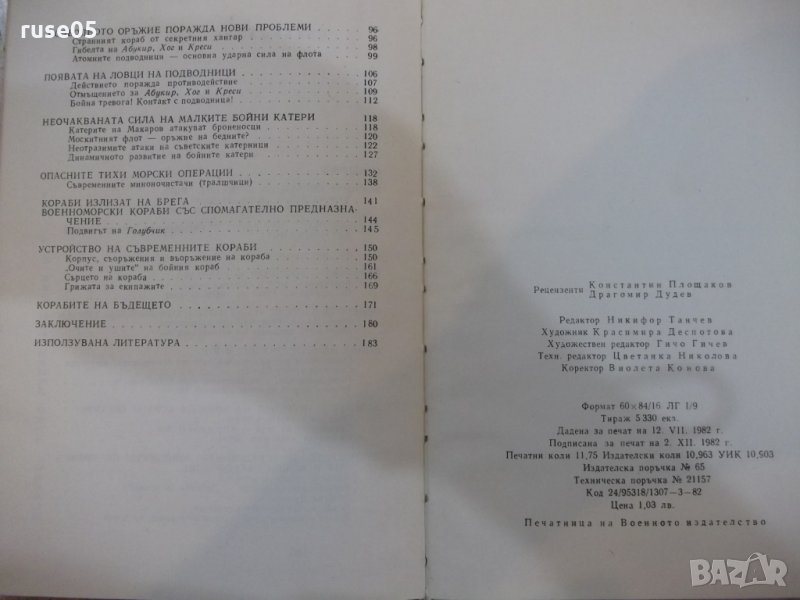 ruse05
ОРЪЖИЕ ПОРАЖДА НОВИ ПРОБЛЕМИ 96
Странният кораб от секретния хангар 96
Гибелта на Абукир, Хог и Креси 98
Атомните подводници — основна ударна сила на флота 99
ПОЯВАТА НА ЛОВЦИ НА ПОДВОДНИЦИ 106
Действието поражда противодействие 107
Отмъщението за Абукир, Хог и Креси 109
Бойна тревога! Контакт с подводница! 112
НЕОЧАКВАНАТА СИЛА НА МАЛКИТЕ БОЙНИ КАТЕРИ 118
Катерите на Макаров атакуват броненосци 118
Москитният флот — оръжие на бедните? 120
Неотразимите атаки на съветските катерници 122
Динамичното развитие на бойните катери 127
ОПАСНИТЕ ТИХИ МОРСКИ ОПЕРАЦИИ 132
Съвременните миноночистачи (тралщчици) 138
КОРАБИ ИЗЛИЗАТ НА БРЕГА 141
ВОЕННОМОРСКИ КОРАБИ СЪС СПОМАГАТЕЛНО ПРЕДНАЗНА-
ЧЕНИЕ 144
Подвигът на Голубчик 145
УСТРОЙСТВО НА СЪВРЕМЕННИТЕ КОРАБИ 150
Корпус, съоръжения и въоръжение на кораба 150
„Очите и ушите“ на бойния кораб 161
Сърцето на кораба 166
Грижата за екипажите 169
КОРАБИТЕ НА БЪДЕЩЕТО 171
ЗАКЛЮЧЕНИЕ 180
ИЗПОЛЗУВАНА ЛИТЕРАТУРА 183
Рецензенти Константин Площаков
Драгомир Дудев
Редактор Никифор Танчев
Художник Красимира Деспотова
Художествен редактор Гичо Гичев
Техн. редактор Цветанка Николова
Коректор Виолета Конова
Формат 60×84/16 ЛГ 1/9
Тираж 5 330 екз.
Дадена за печат на 12. VII. 1982 г.
Подписана за печат на 2. XII. 1982 г.
Печатни коли 11,75 Издателски коли 10,963 УИК 10,903
Издателска поръчка № 65
Техническа поръчка № 21157
Код 24/95318/1307—3—82
Цена 1,03 лв.
Печатница на Военното издателство
BAZAR